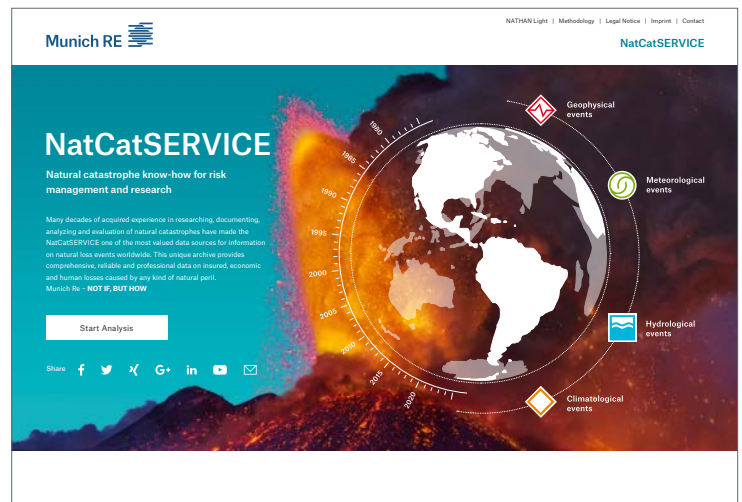 NATHAN Light | Methodology | Legal Notice | Imprint | Contact
Munich RE
NatCatSERVICE
NatCatSERVICE
Natural catastrophe know-how for risk
management and research
Many decades of acquired experience in researching, documenting,
analyzing and evaluation of natural catastrophes have made the
NatCatSERVICE one of the most valued data sources for information
on natural loss events worldwide. This unique archive provides
comprehensive, reliable and professional data on insured, economic
and human losses caused by any kind of natural peril.
Munich Re – NOT IF, BUT HOW
Start Analysis
Share
G+
in
1980
1985
1990
1995
2000
2005
2010
2015
2020
Geophysical
events
Meteorological
events
Hydrological
events
Climatological
events